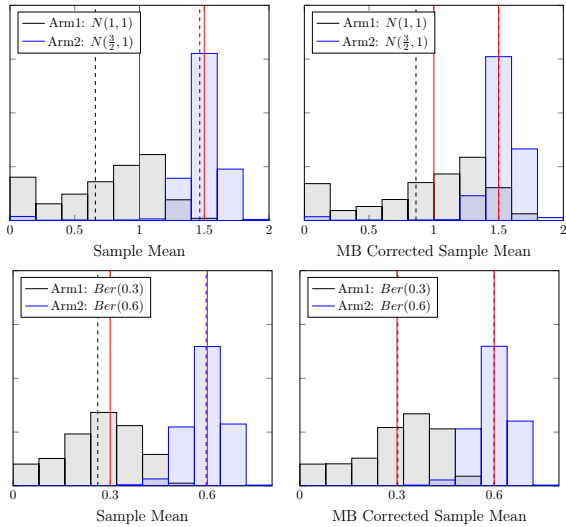 Arm1: N(1, 1)
Arm2: N(3/2, 1)
0 0.5 1 1.5 2
Sample Mean
Arm1: N(1, 1)
Arm2: N(3/2, 1)
0 0.5 1 1.5 2
MB Corrected Sample Mean
Arm1: Ber(0.3)
Arm2: Ber(0.6)
0 0.3 0.6
Sample Mean
Arm1: Ber(0.3)
Arm2: Ber(0.6)
0 0.3 0.6
MB Corrected Sample Mean